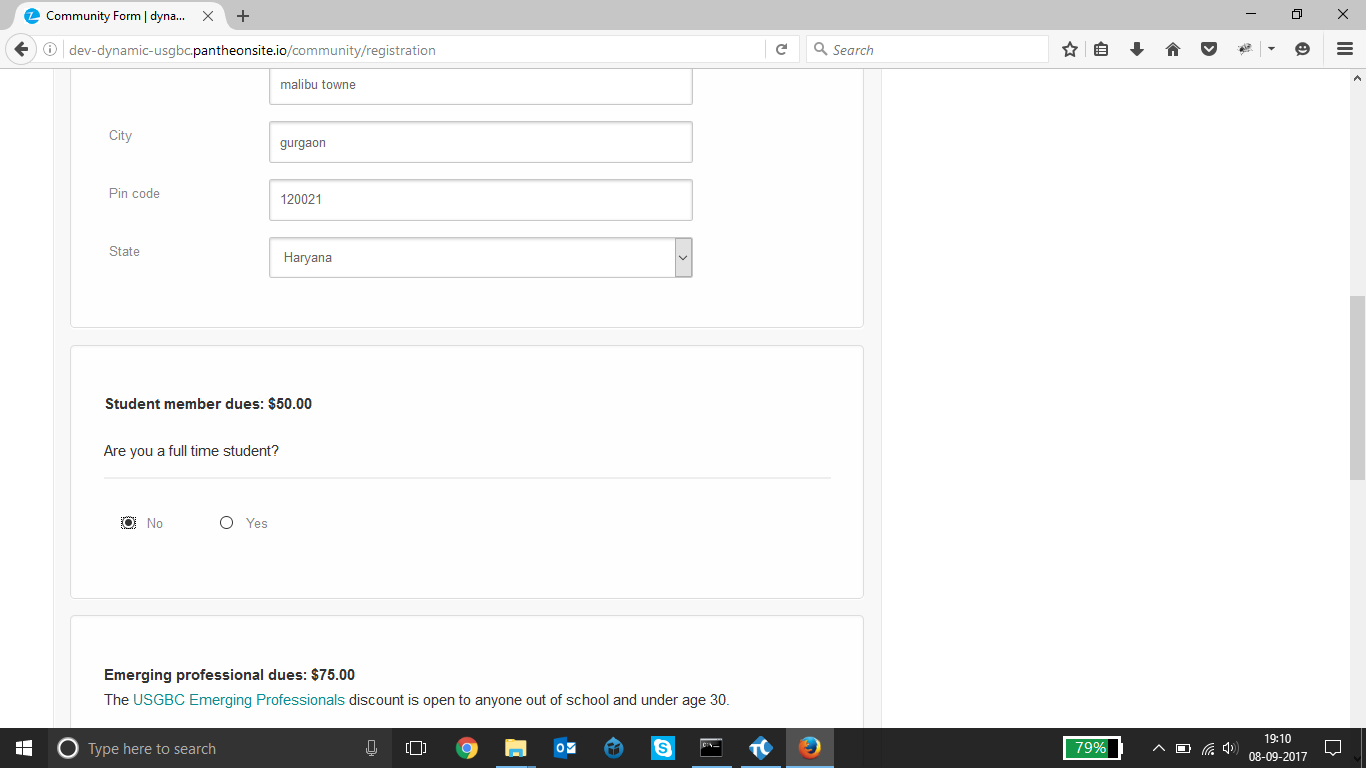 Community Form | dyna...
dev-dynamic-usgbc.pantheonsite.io/community/registration
Search
malibu towne
City
gurgaon
Pin code
120021
State
Haryana
Student member dues: $50.00
Are you a full time student?
No
Yes
Emerging professional dues: $75.00
The USGBC Emerging Professionals discount is open to anyone out of school and under age 30.
Type here to search
79%
19:10
08-09-2017